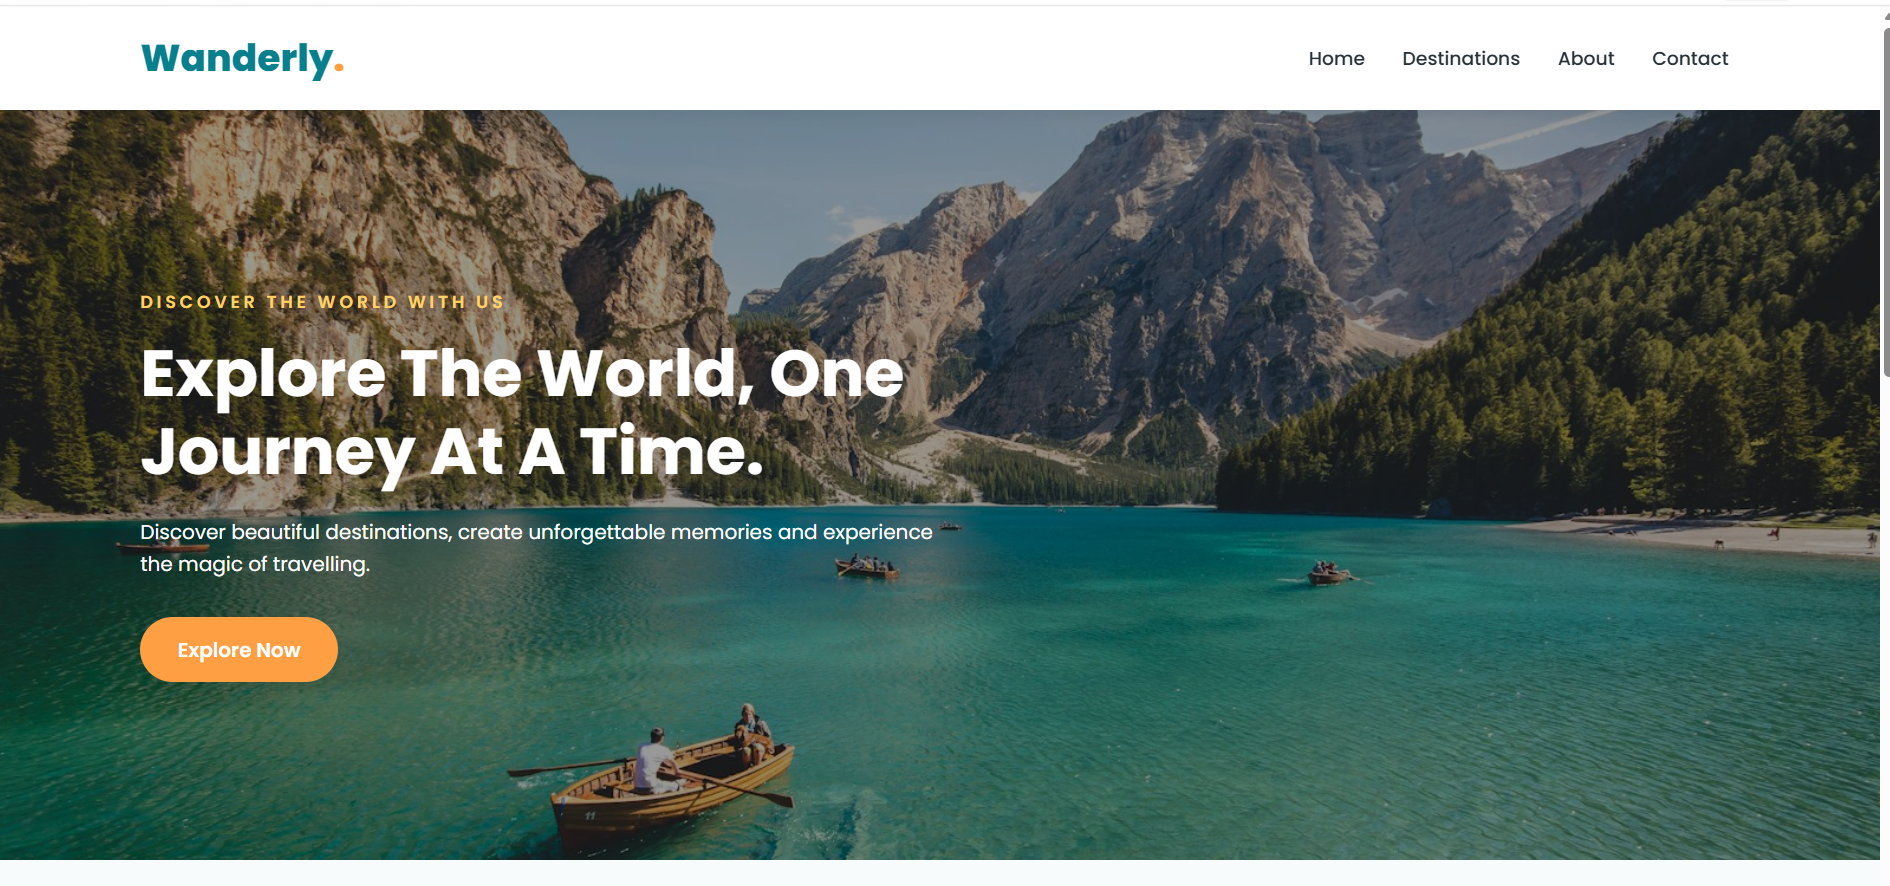 Wanderly.
Home Destinations About Contact
DISCOVER THE WORLD WITH US
Explore The World, One
Journey At A Time.
Discover beautiful destinations, create unforgettable memories and experience
the magic of travelling.
Explore Now
11